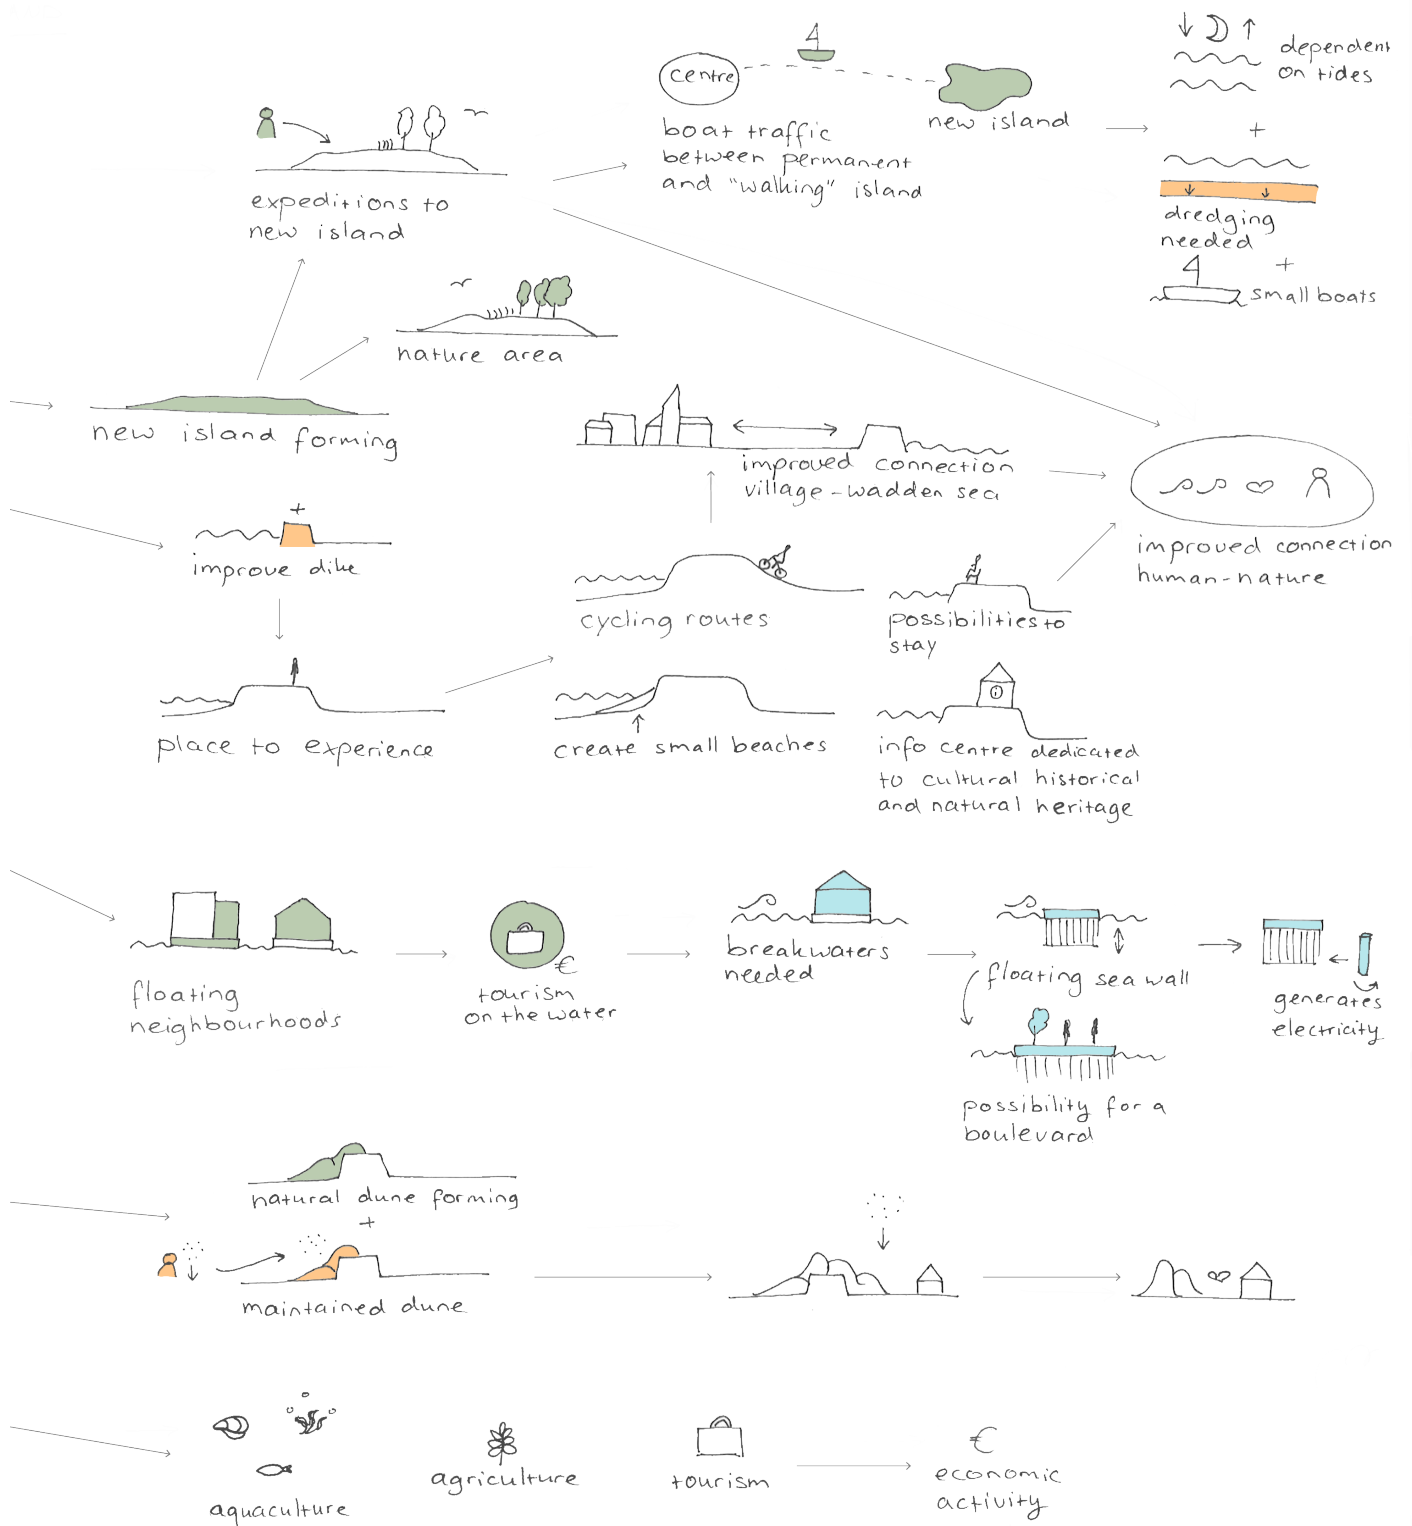 centre
dependent
on tides
new island
boat traffic
between permanent
and "walking" island
+
expeditions to
new island
dredging
needed
+
small boats
nature area
new island forming
improved connection
village-wadden sea
+
improve dike
improved connection
human-nature
cycling routes
possibilities to
stay
place to experience
create small beaches
i
info centre dedicated
to cultural historical
and natural heritage
€
breakwaters
needed
floating sea wall
floating
neighbourhoods
tourism
on the water
generates
electricity
possibility for a
boulevard
natural dune forming
+
maintained dune
€
aquaculture
agriculture
tourism
economic
activity